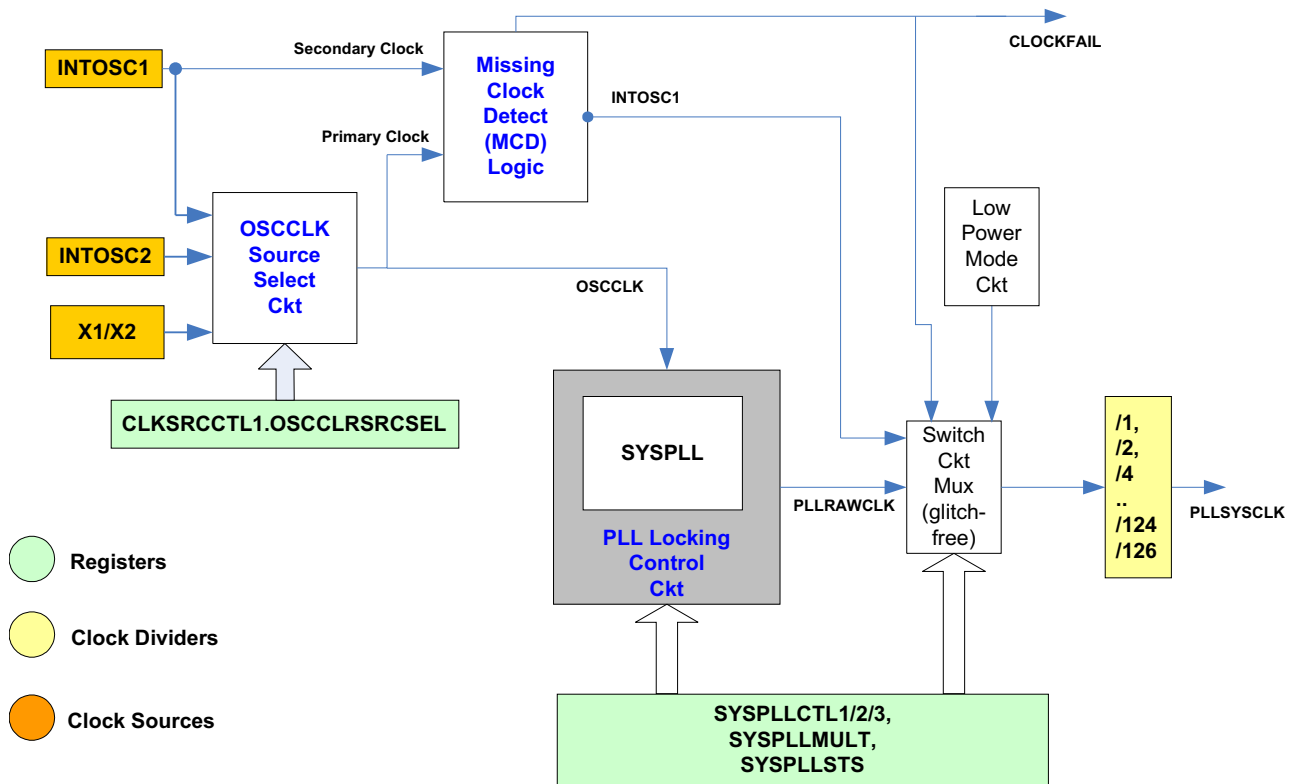 CLOCKFAIL
Secondary Clock
INTOSC1
Missing
Clock
Detect
(MCD)
Logic
INTOSC1
Primary Clock
OSCCLK
Source
Select
Ckt
INTOSC2
X1/X2
OSCCLK
Low
Power
Mode
Ckt
CLKSRCCTL1.OSCCLRSRCSEL
SYSPLL
PLL Locking
Control
Ckt
PLLRAWCLK
Switch
Ckt
Mux
(glitch-
free)
/1,
/2,
/4
..
/124
/126
PLLSYSCLK
Registers
Clock Dividers
Clock Sources
SYSPLLCTL1/2/3,
SYSPLLMULT,
SYSPLLSTS